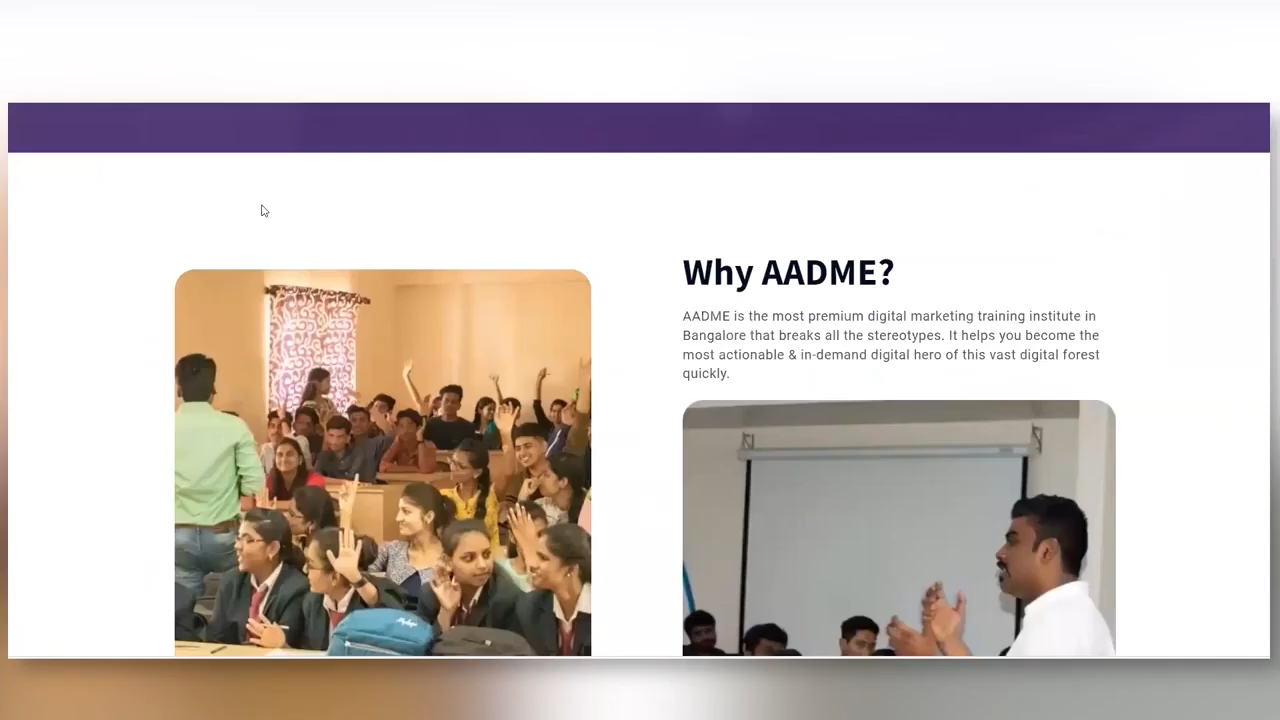 Why AADME?
AADME is the most premium digital marketing training institute in
Bangalore that breaks all the stereotypes. It helps you become the
most actionable & in-demand digital hero of this vast digital forest
quickly.